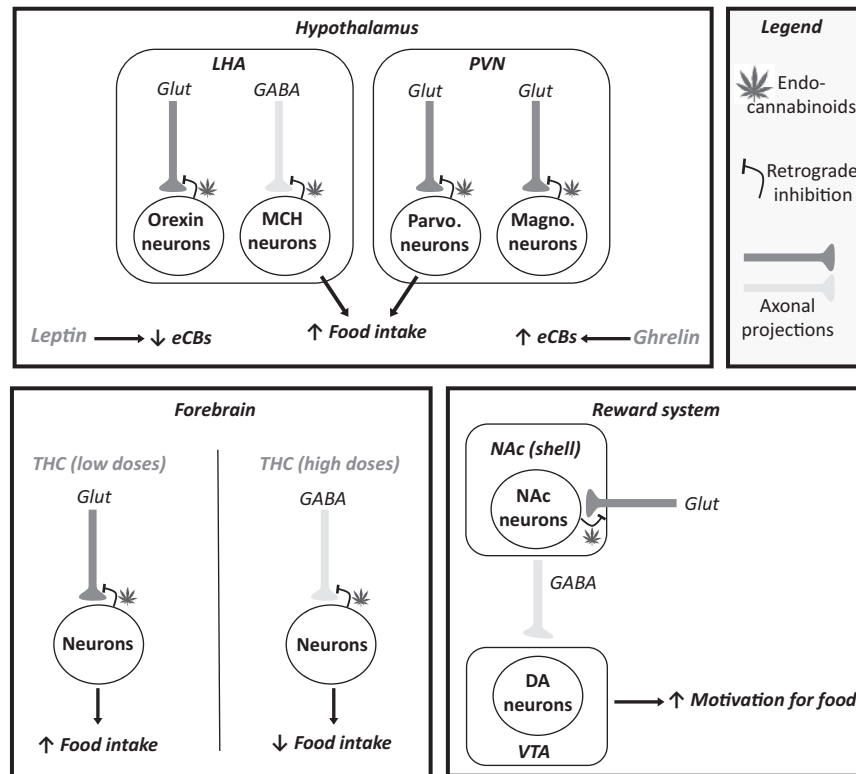 Hypothalamus
LHA
PVN
Glut
GABA
Glut
Glut
Orexin
neurons
MCH
neurons
Parvo.
neurons
Magno.
neurons
Leptin
↓ eCBs
↑ Food intake
↑ eCBs
Ghrelin
Legend
Endo-
cannabinoids
Retrograde
inhibition
Axonal
projections
Forebrain
THC (low doses)
Glut
Neurons
↑ Food intake
THC (high doses)
GABA
Neurons
↓ Food intake
Reward system
NAc (shell)
NAc
neurons
Glut
GABA
DA
neurons
VTA
↑ Motivation for food